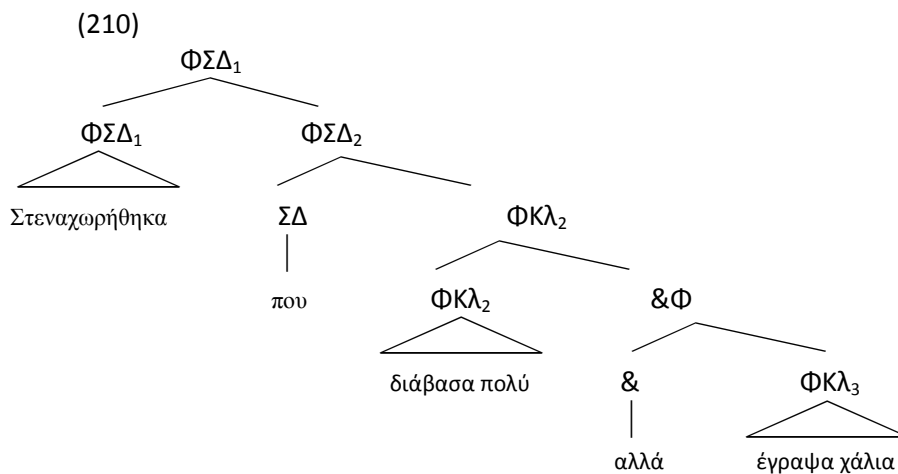 (210)
ΦΣΔ₁
ΦΣΔ₁ ΦΣΔ₂
Στεναχωρήθηκα ΣΔ ΦΚλ₂
που ΦΚλ₂ &Φ
διάβασα πολύ & ΦΚλ₃
αλλά έγραψα χάλια